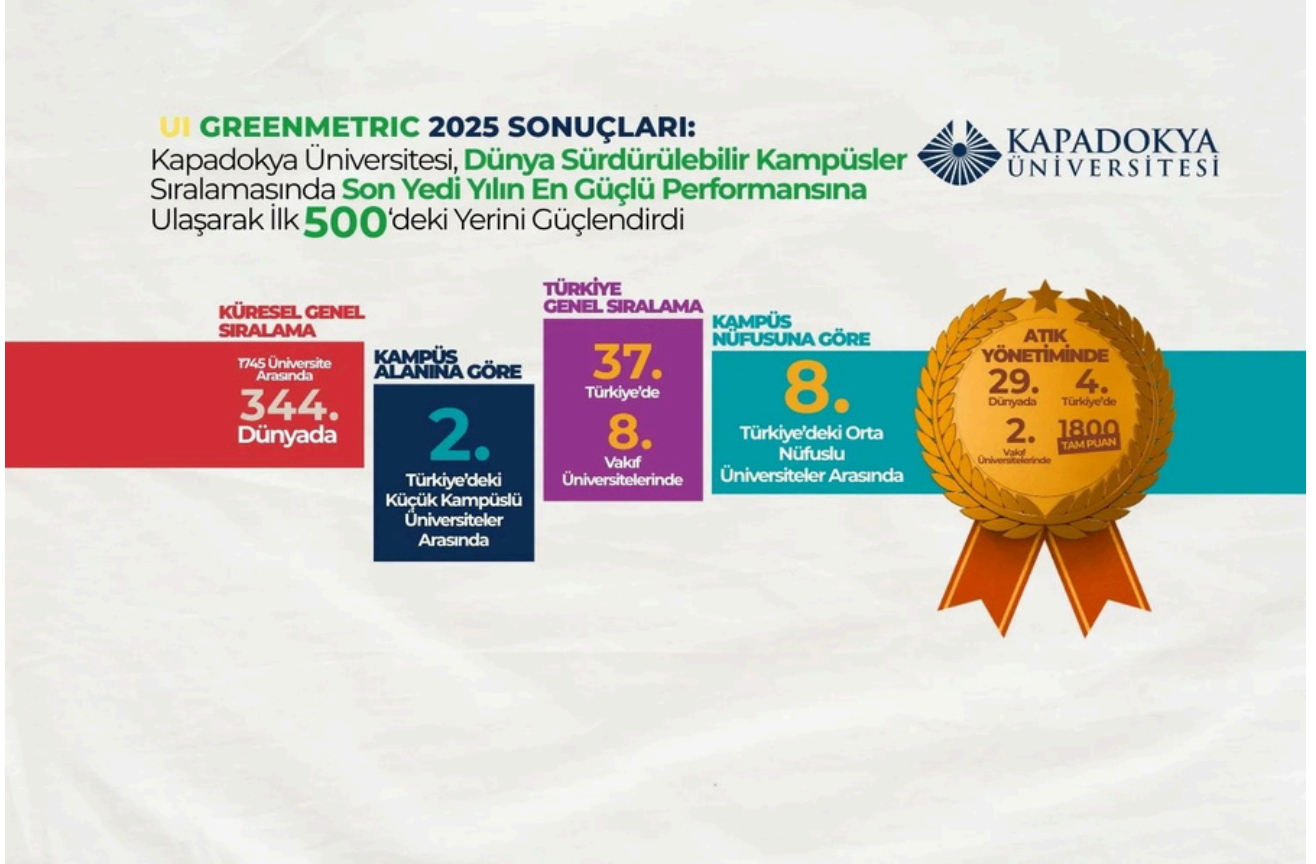 UI GREENMETRIC 2025 SONUÇLARI:
Kapadokya Üniversitesi, Dünya Sürdürülebilir Kampüsler
Sıralamasında Son Yedi Yılın En Güçlü Performansına
Ulaşarak İlk 500'deki Yerini Güçlendirdi
KAPADOKYA
ÜNİVERSİTESİ
KÜRESEL GENEL
SIRALAMA
1745 Üniversite
Arasında
344.
Dünyada
KAMPÜS
ALANINA GÖRE
2.
Türkiye'deki
Küçük Kampüslü
Üniversiteler
Arasında
TÜRKİYE
GENEL SIRALAMA
37.
Türkiye'de
8.
Vakıf
Üniversitelerinde
KAMPÜS
NÜFUSUNA GÖRE
8.
Türkiye'deki Orta
Nüfuslu
Üniversiteler Arasında
ATIK
YÖNETİMİNDE
29. 4.
Dünyada Türkiye'de
2. 1800
Vakıf TAM PUAN
Üniversitelerinde